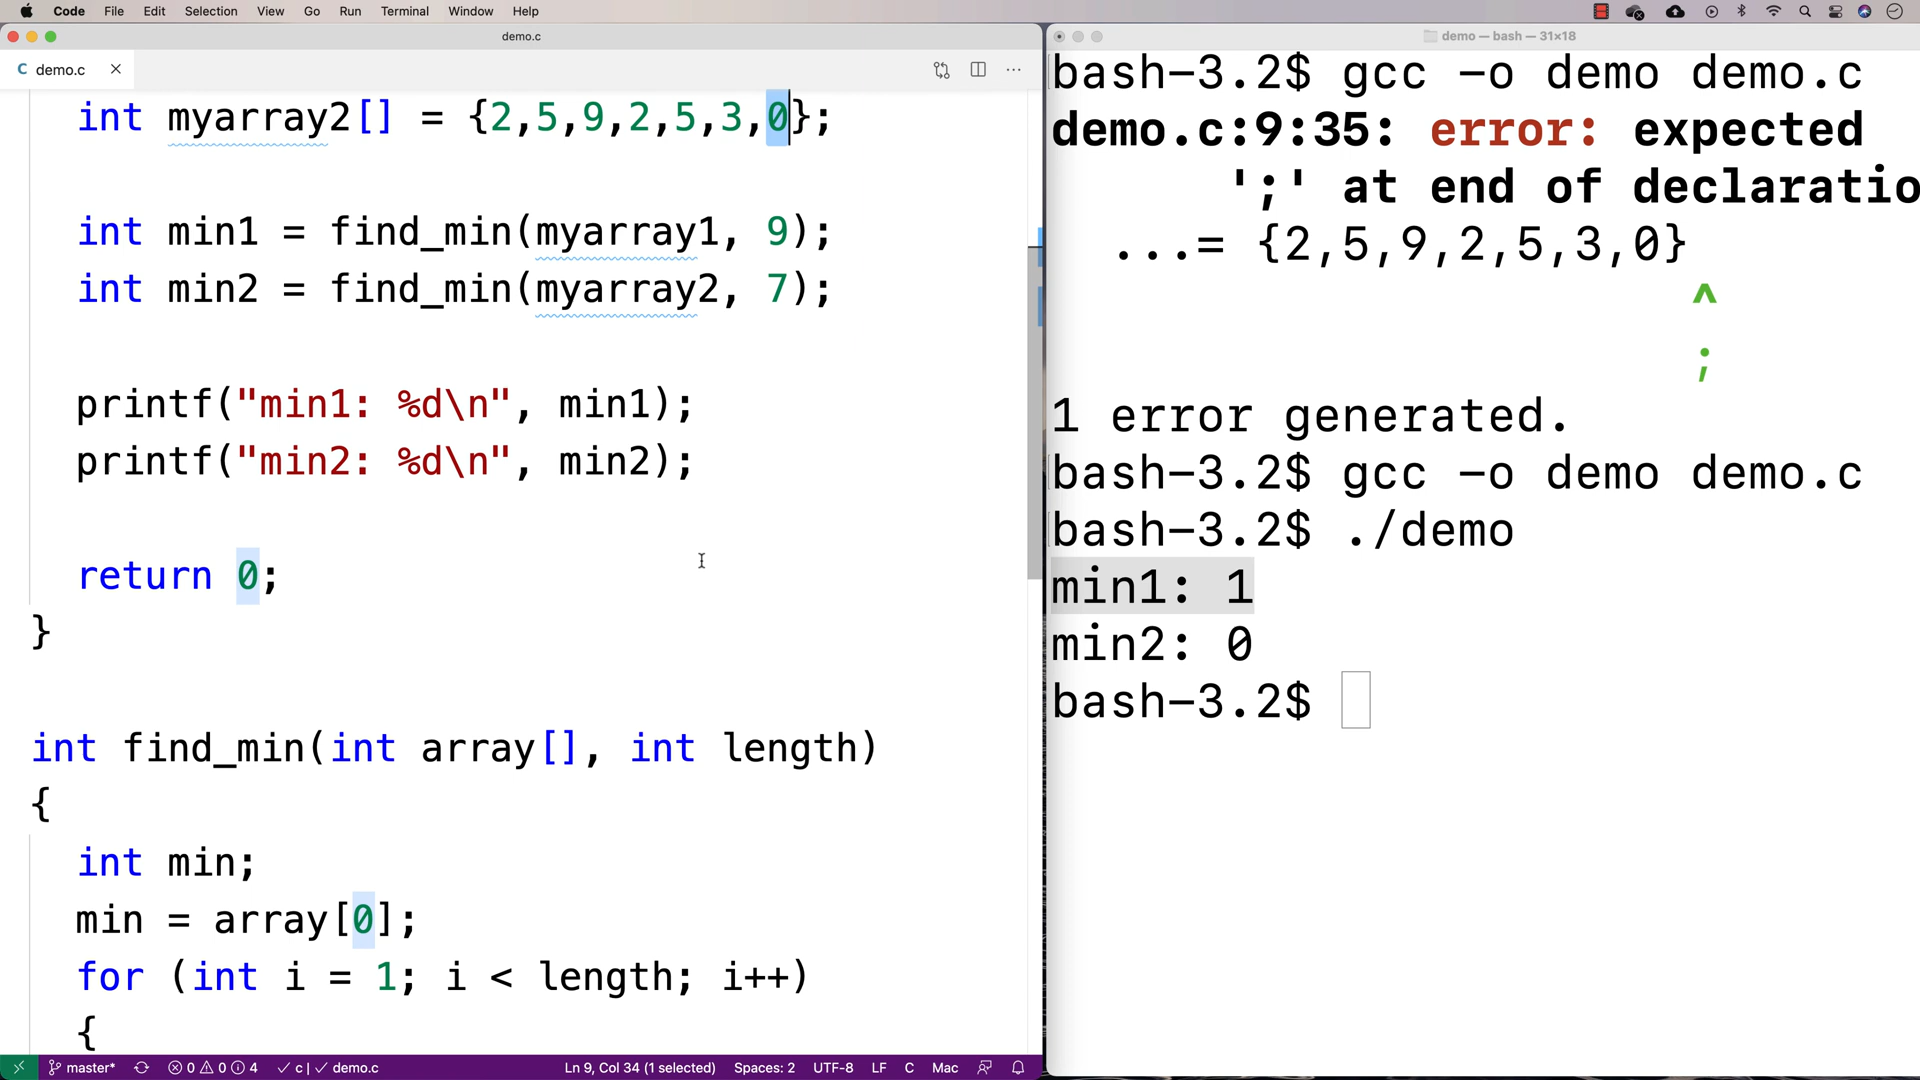 Code File Edit Selection View Go Run Terminal Window Help
demo.c
C demo.c
int myarray2[] = {2,5,9,2,5,3,0};
int min1 = find_min(myarray1, 9);
int min2 = find_min(myarray2, 7);
printf("min1: %d\n", min1);
printf("min2: %d\n", min2);
return 0;
}
int find_min(int array[], int length)
{
int min;
min = array[0];
for (int i = 1; i < length; i++)
{
master* 0 0 4 c | demo.c Ln 9, Col 34 (1 selected) Spaces: 2 UTF-8 LF C Mac
demo — bash — 31×18
bash-3.2$ gcc -o demo demo.c
demo.c:9:35: error: expected
';' at end of declaratio
...= {2,5,9,2,5,3,0}
^
;
1 error generated.
bash-3.2$ gcc -o demo demo.c
bash-3.2$ ./demo
min1: 1
min2: 0
bash-3.2$